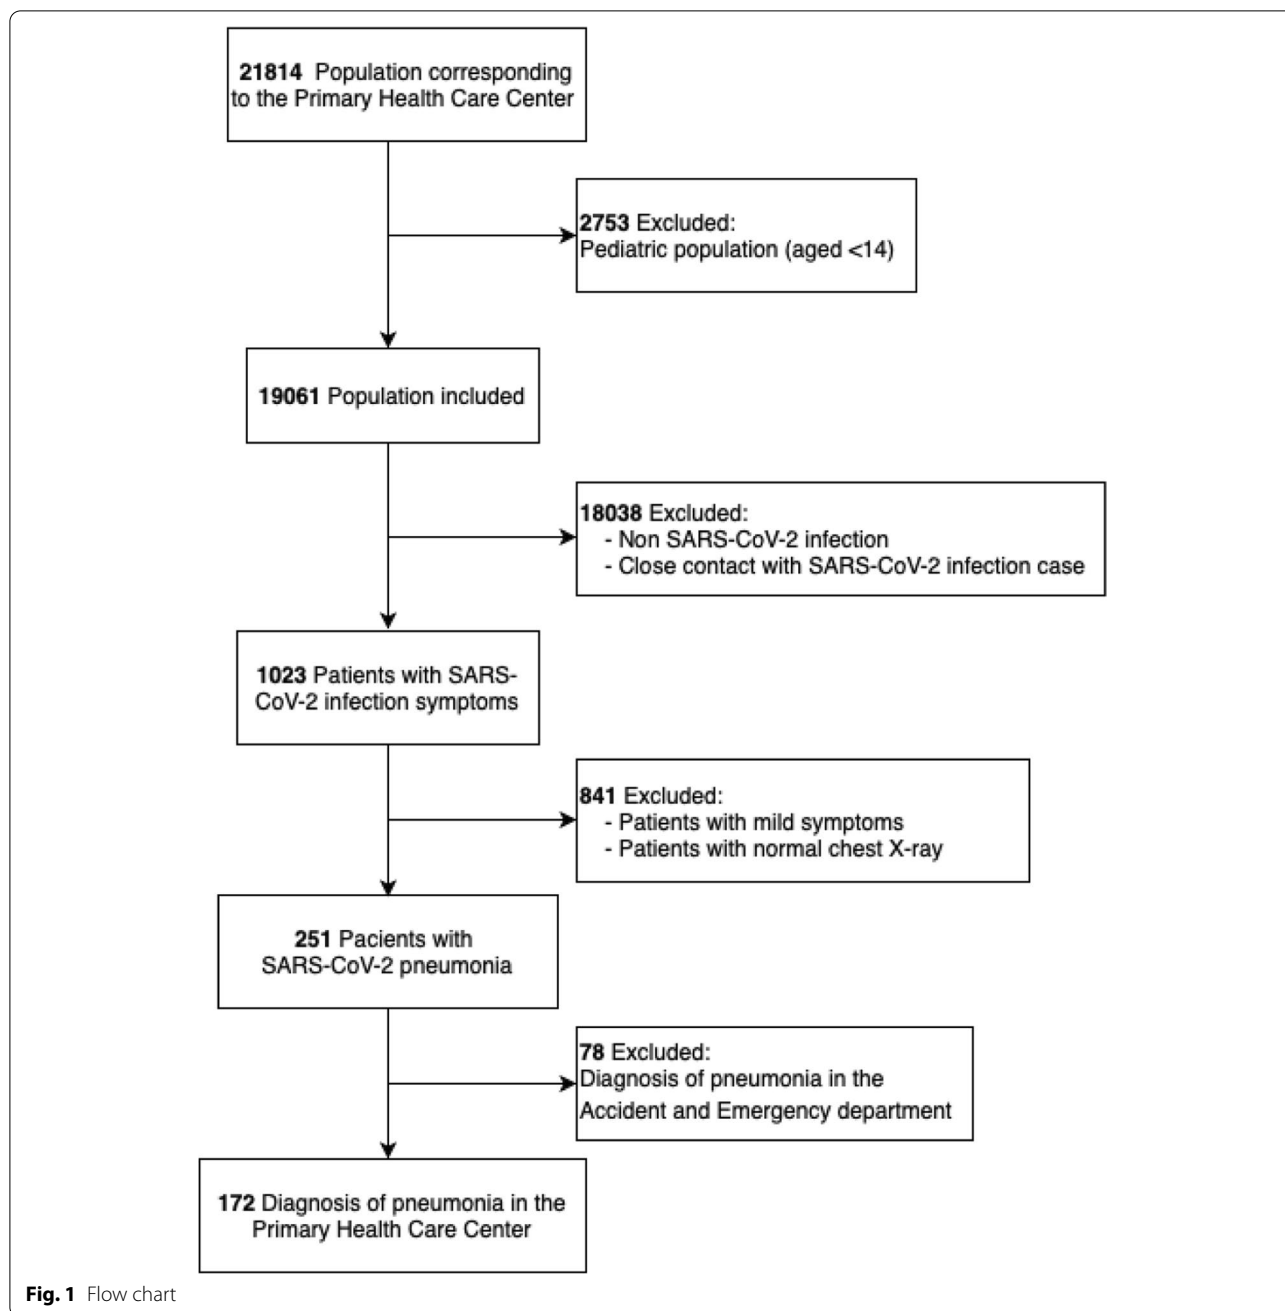 21814 Population corresponding
to the Primary Health Care Center
2753 Excluded:
Pediatric population (aged <14)
19061 Population included
18038 Excluded:
- Non SARS-CoV-2 infection
- Close contact with SARS-CoV-2 infection case
1023 Patients with SARS-
CoV-2 infection symptoms
841 Excluded:
- Patients with mild symptoms
- Patients with normal chest X-ray
251 Pacients with
SARS-CoV-2 pneumonia
78 Excluded:
Diagnosis of pneumonia in the
Accident and Emergency department
172 Diagnosis of pneumonia in the
Primary Health Care Center
Fig. 1 Flow chart